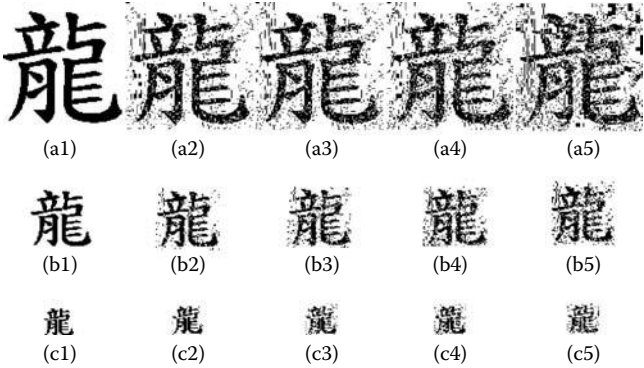 龍 龍 龍 龍 龍
(a1) (a2) (a3) (a4) (a5)
龍 龍 龍 龍 龍
(b1) (b2) (b3) (b4) (b5)
龍 龍 龍 龍 龍
(c1) (c2) (c3) (c4) (c5)